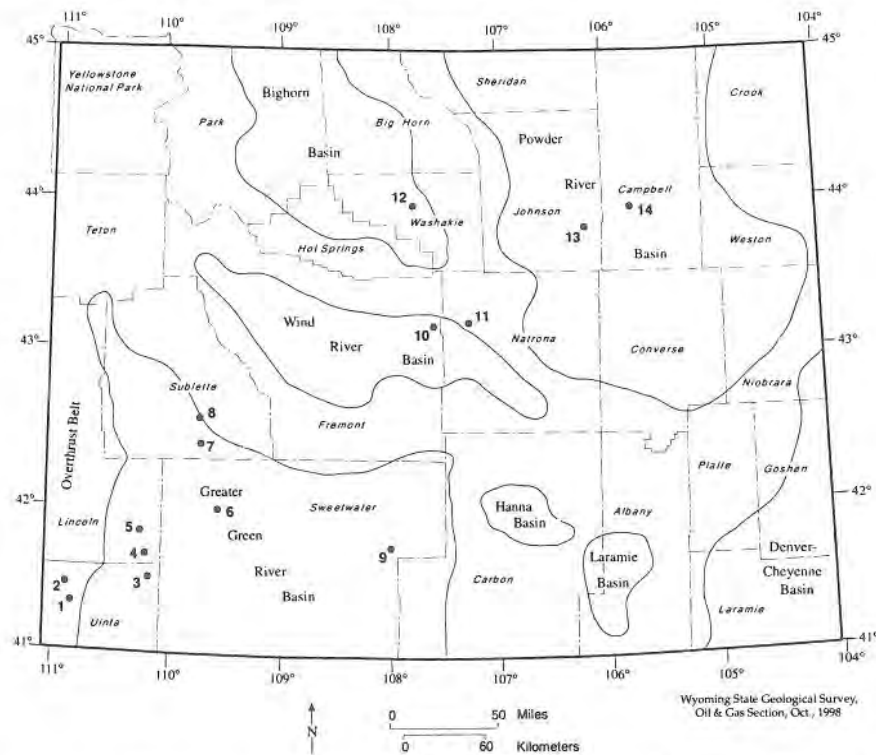 111° 110° 109° 108° 107° 106° 105° 104°
45° 45°
Yellowstone
National Park
Sheridan
Bighorn
Crook
Park
Big Horn
Powder
Basin
River
44° 44°
Campbell
12
14
Johnson
Washakie
13
Teton
Hot Springs
Basin
Weston
Wind
11
10
43° 43°
River
Natrona
Basin
Converse
Sublette
Niobrara
8
Fremont
7
Overthrust Belt
Platte
Goshen
Greater
42° 42°
6
Sweetwater
Hanna
Basin
Albany
Lincoln
5
Green
4
9
Laramie
Basin
Denver-
Cheyenne
Basin
2
3
River
Carbon
1
Basin
Uinta
Laramie
41° 41°
111° 110° 109° 108° 107° 106° 105° 104°
Wyoming State Geological Survey,
Oil & Gas Section, Oct., 1998
N
0 50 Miles
0 60 Kilometers